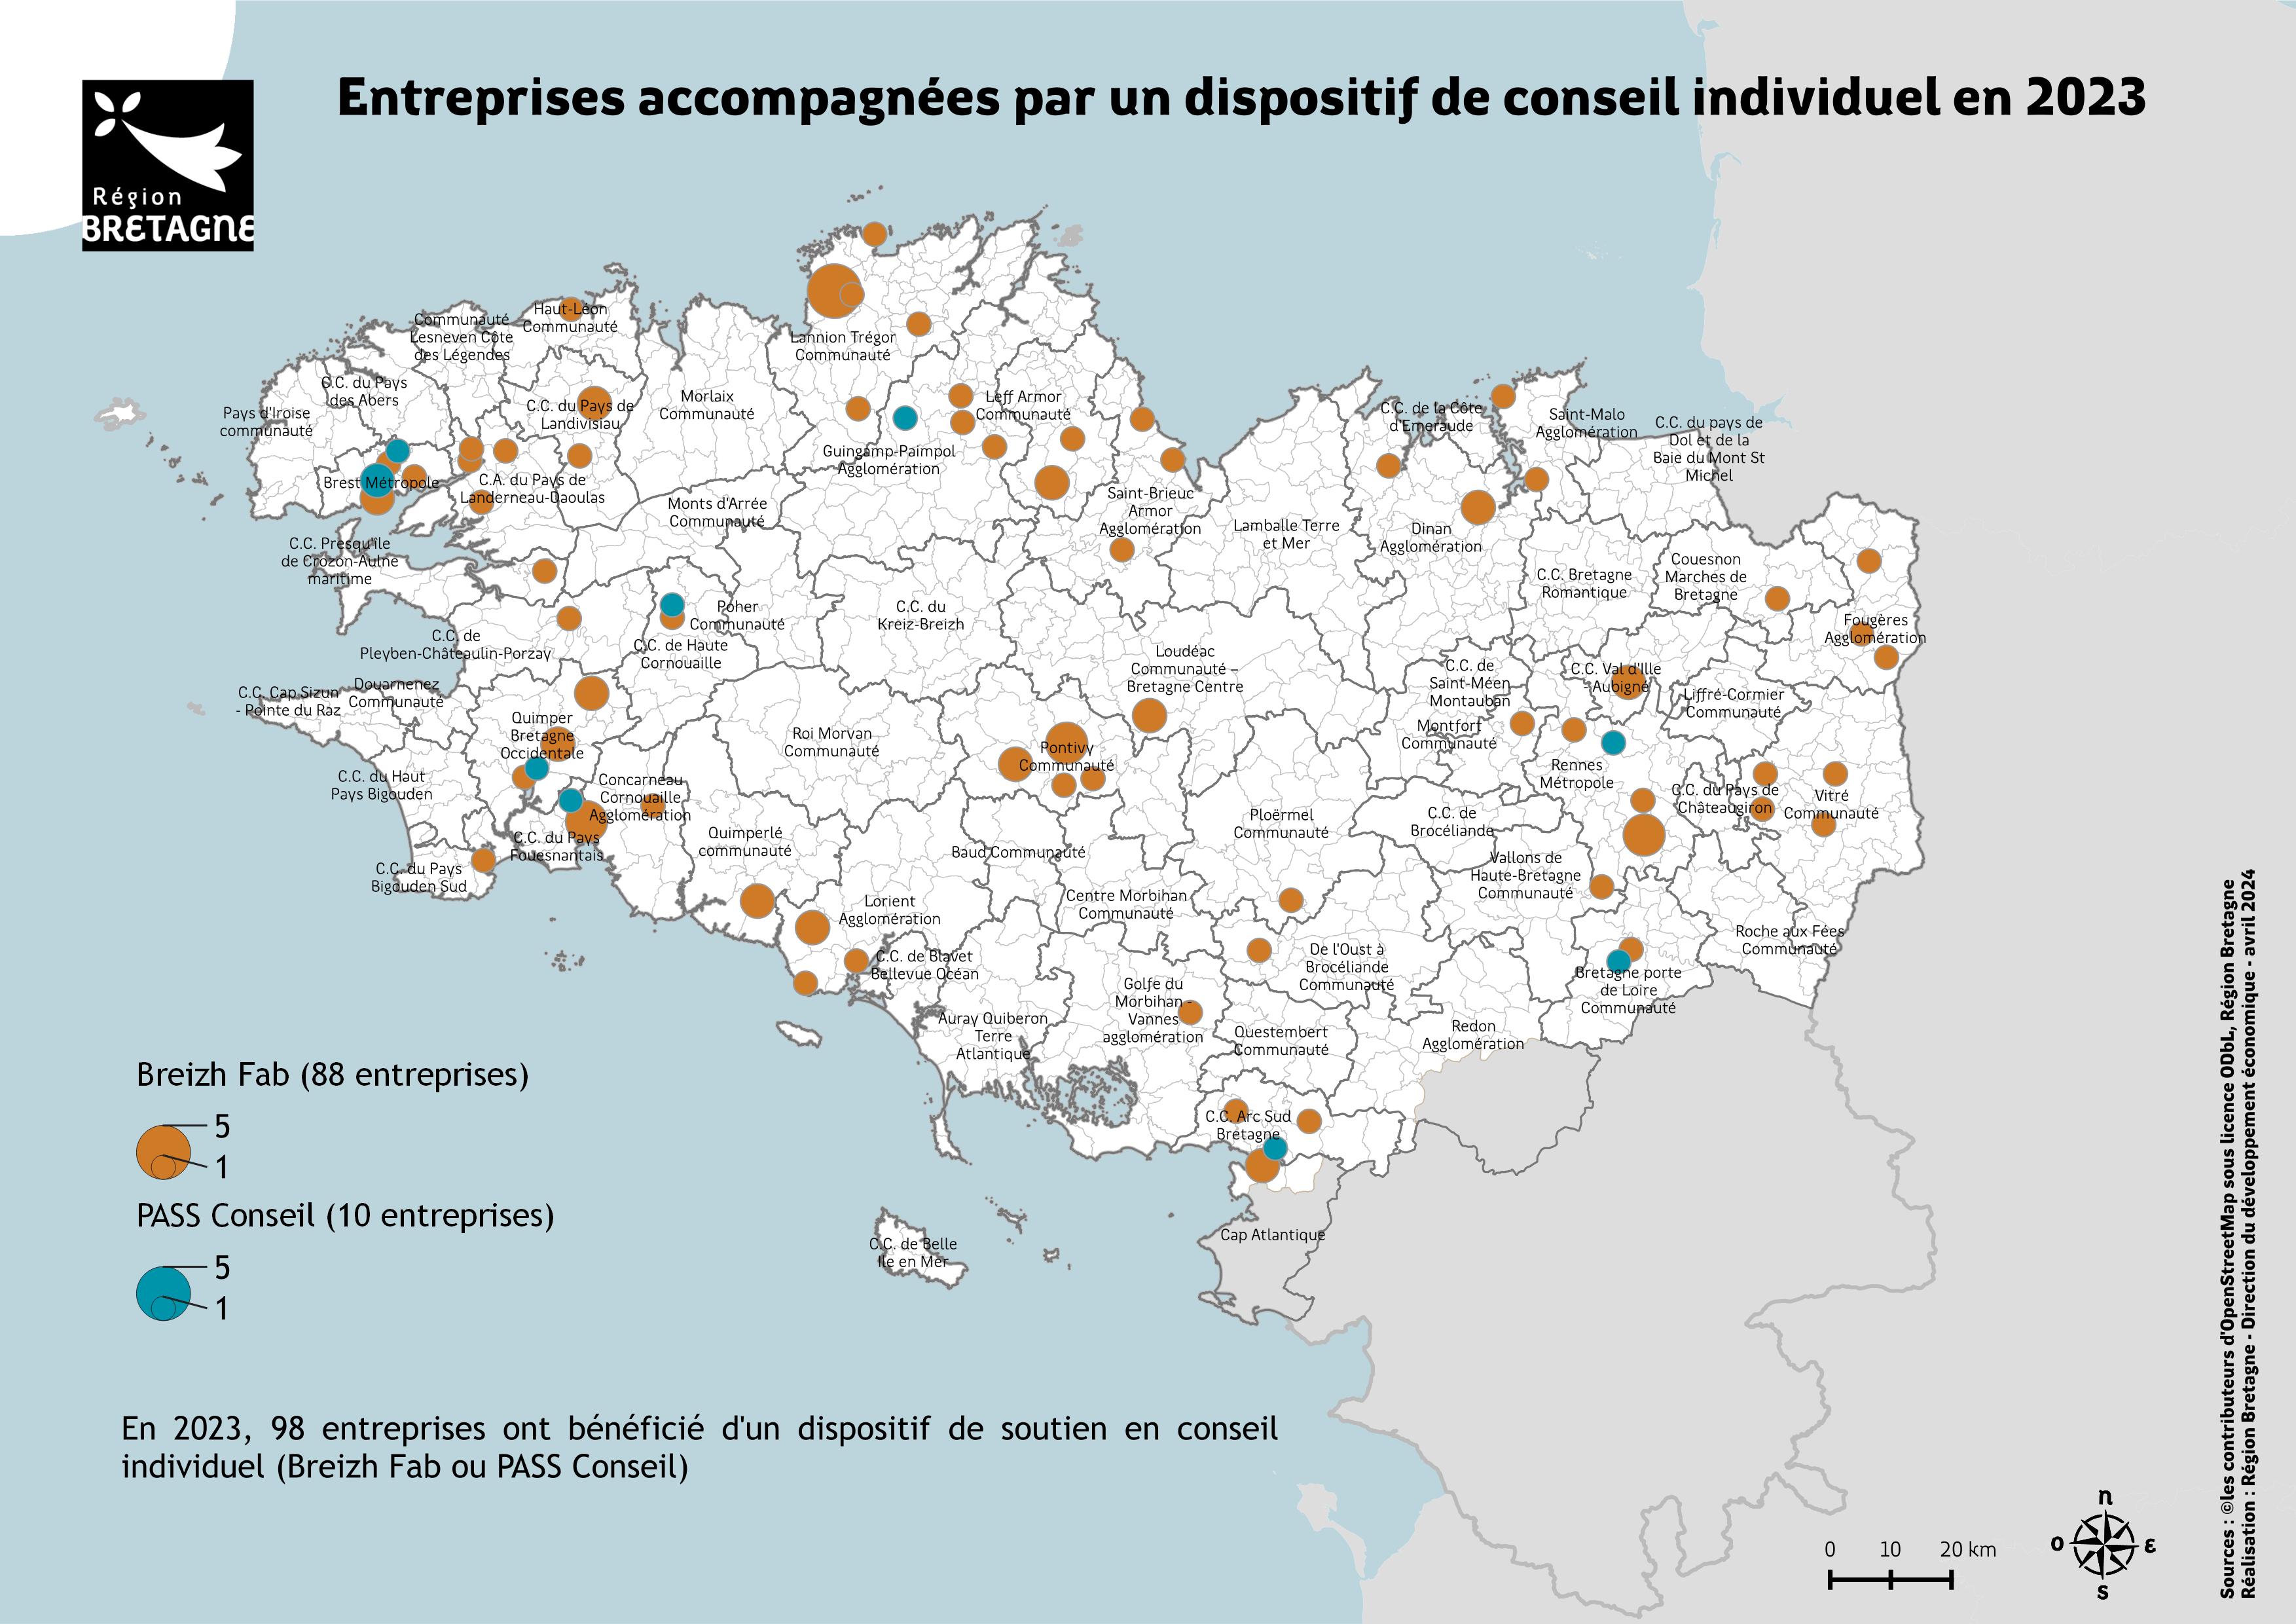 Entreprises accompagnées par un dispositif de conseil individuel en 2023
Région
BRETAGNE
Haut-Léon
Communauté
Communauté
Lesneven Côte
des Légendes
Lannion Trégor
Communauté
C.C. du Pays
des Abers
Pays d'Iroise
communauté
C.C. du Pays de
Landivisiau
Morlaix
Communauté
Leff Armor
Communauté
C.C. de la Côte
d'Emeraude
Saint-Malo
Agglomération
C.C. du pays de
Dol et de la
Baie du Mont St
Michel
Guingamp-Paimpol
Agglomération
Brest Métropole
C.A. du Pays de
Landerneau-Daoulas
Monts d'Arrée
Communauté
Saint-Brieuc
Armor
Agglomération
Lamballe Terre
et Mer
Dinan
Agglomération
C.C. Presqu'île
de Crozon-Aulne
maritime
C.C. Bretagne
Romantique
Couesnon
Marches de
Bretagne
Poher
Communauté
C.C. du
Kreiz-Breizh
Fougères
Agglomération
C.C. de
Pleyben-Châteaulin-Porzay
C.C. de Haute
Cornouaille
Loudéac
Communauté –
Bretagne Centre
C.C. de
Saint-Méen
Montauban
C.C. Val d'Ille
- Aubigné
Liffré-Cormier
Communauté
C.C. Cap Sizun
- Pointe du Raz
Douarnenez
Communauté
Quimper
Bretagne
Occidentale
Roi Morvan
Communauté
Pontivy
Communauté
Montfort
Communauté
Rennes
Métropole
C.C. du Haut
Pays Bigouden
Concarneau
Cornouaille
Agglomération
C.C. du Pays de
Châteaugiron
Vitré
Communauté
C.C. du Pays
Fouesnantais
Quimperlé
communauté
Baud Communauté
Ploërmel
Communauté
C.C. de
Brocéliande
C.C. du Pays
Bigouden Sud
Vallons de
Haute-Bretagne
Communauté
Lorient
Agglomération
Centre Morbihan
Communauté
Roche aux Fées
Communauté
C.C. de Blavet
Bellevue Océan
De l'Oust à
Brocéliande
Communauté
Bretagne porte
de Loire
Communauté
Golfe du
Morbihan -
Vannes
agglomération
Auray Quiberon
Terre
Atlantique
Questembert
Communauté
Redon
Agglomération
C.C. Arc Sud
Bretagne
Cap Atlantique
C.C. de Belle
Ile en Mer
Breizh Fab (88 entreprises)
5
1
PASS Conseil (10 entreprises)
5
1
En 2023, 98 entreprises ont bénéficié d'un dispositif de soutien en conseil
individuel (Breizh Fab ou PASS Conseil)
0 10 20 km
n
o ε
s
Sources : ©les contributeurs d'OpenStreetMap sous licence ODbL, Région Bretagne
Réalisation : Région Bretagne - Direction du développement économique - avril 2024